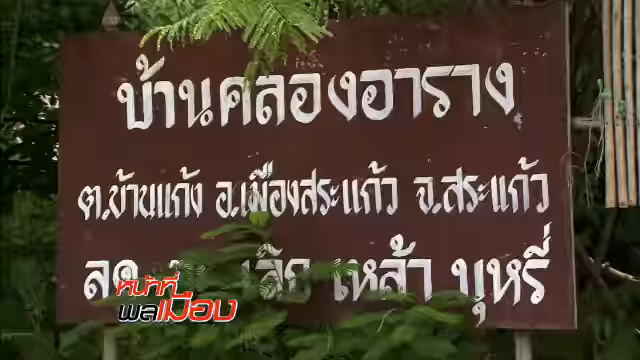 บ้านคลองอาราง
ต.บ้านแก้ง อ.เมืองสระแก้ว จ.สระแก้ว
ลด เลิก เหล้า บุหรี่
หน้าที่
พลเมือง